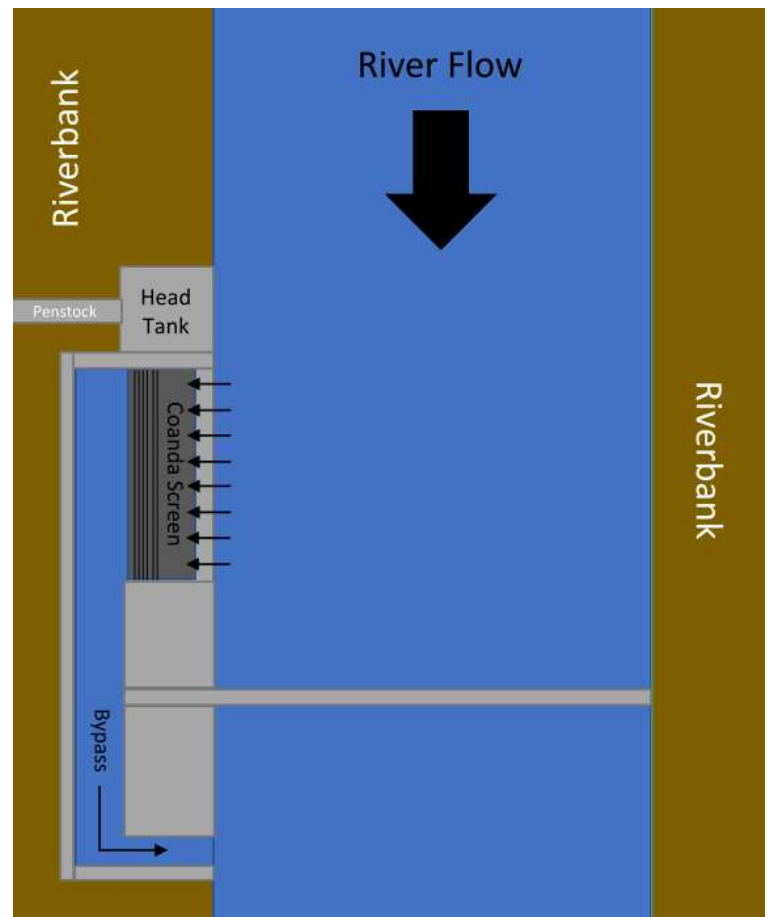 River Flow
Riverbank
Head
Tank
Penstock
Coanda Screen
Riverbank
Bypass